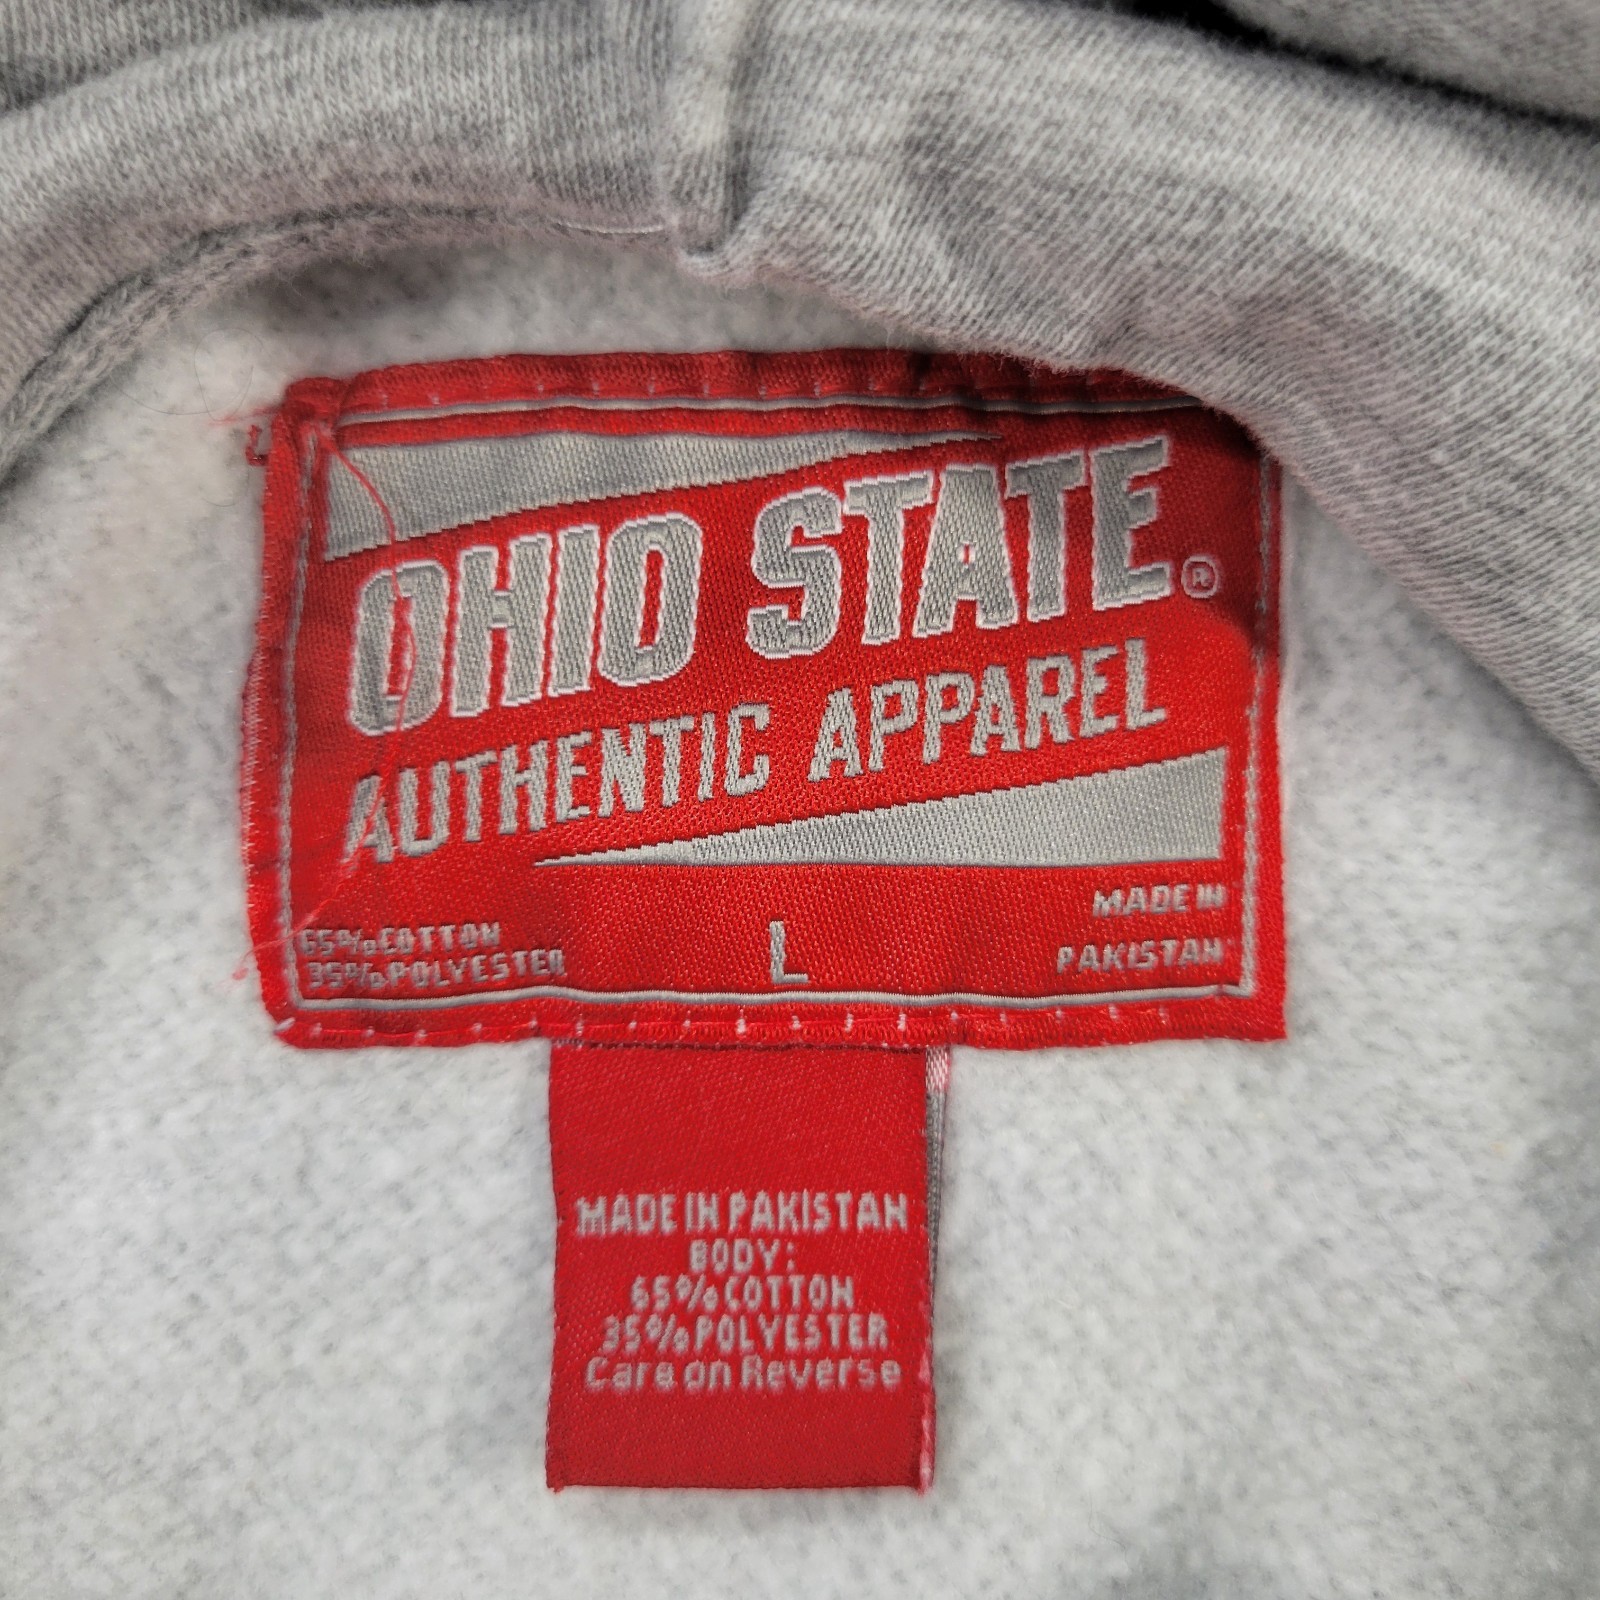 OHIO STATE®
AUTHENTIC APPAREL
65%COTTON
35%POLYESTER
L
MADE IN
PAKISTAN
MADE IN PAKISTAN
BODY:
65%COTTON
35%POLYESTER
Care on Reverse